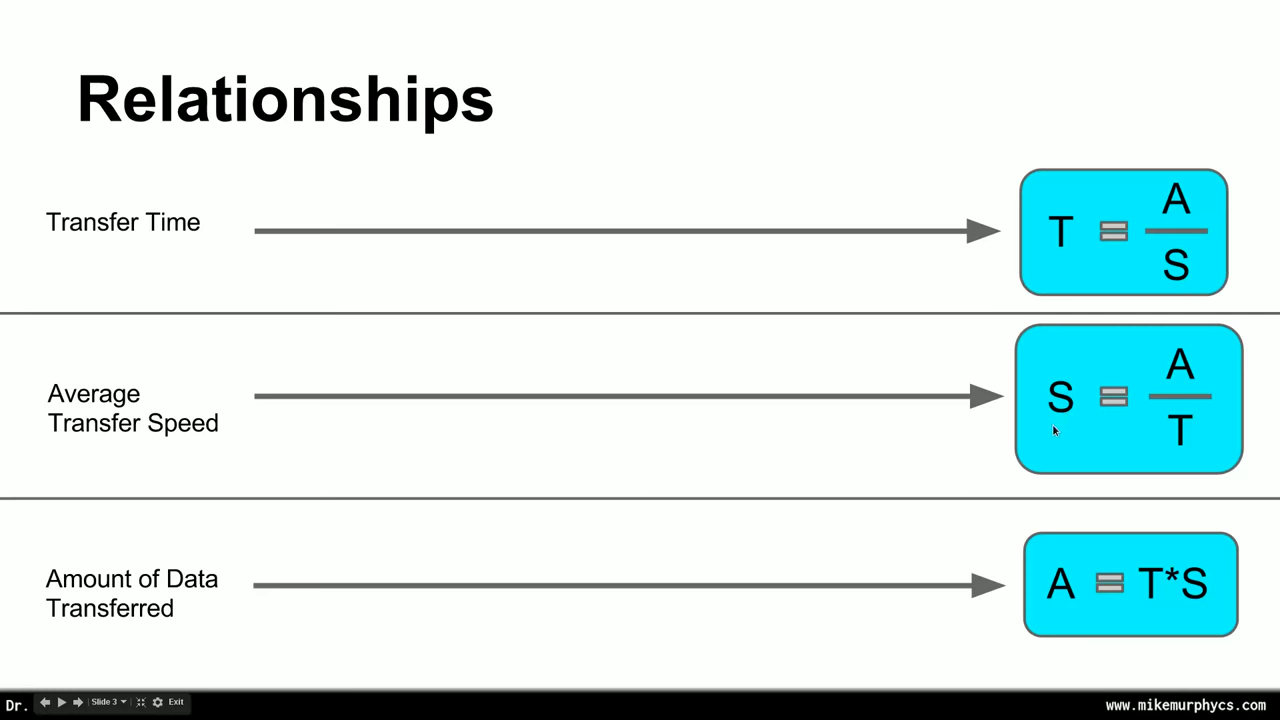 Relationships
Transfer Time
T = A
S
Average
Transfer Speed
S = A
T
Amount of Data
Transferred
A = T*S
Dr.
Slide 3
Exit
www.mikemurphycs.com